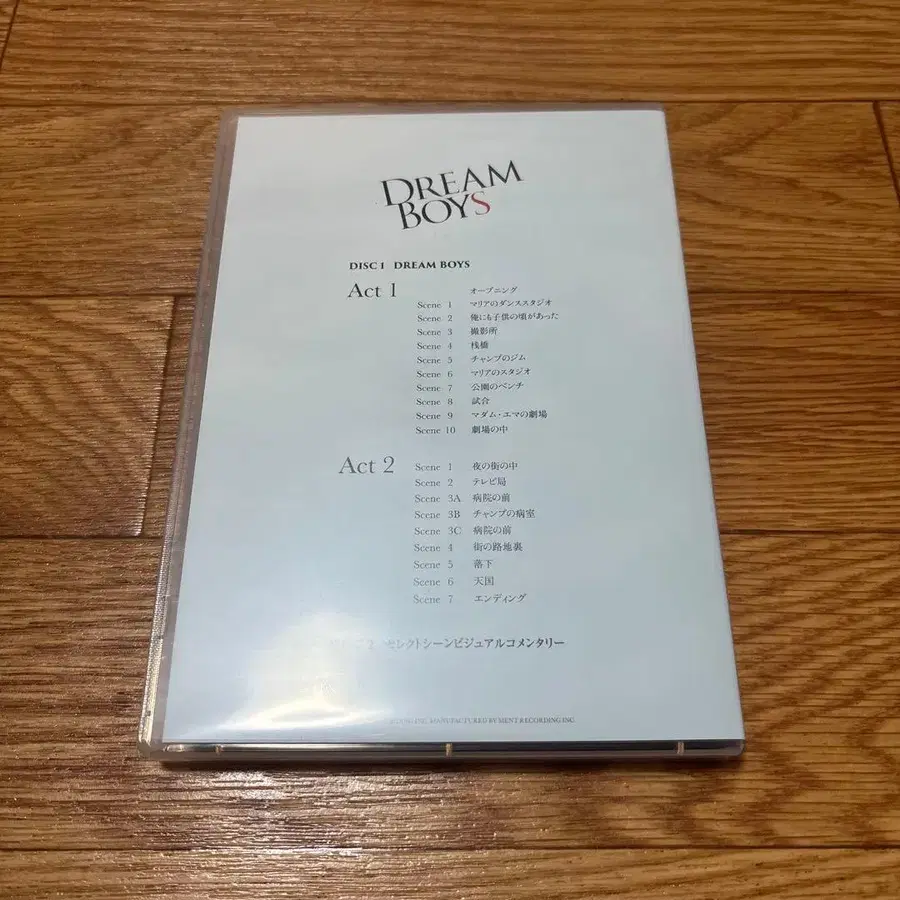 DREAM
BOYS
DISC 1 DREAM BOYS
Act 1 オープニング
Scene 1 マリアのダンススタジオ
Scene 2 俺にも子供の頃があった
Scene 3 撮影所
Scene 4 桟橋
Scene 5 チャンプのジム
Scene 6 マリアのスタジオ
Scene 7 公園のベンチ
Scene 8 試合
Scene 9 マダム・エマの劇場
Scene 10 劇場の中
Act 2 Scene 1 夜の街の中
Scene 2 テレビ局
Scene 3A 病院の前
Scene 3B チャンプの病室
Scene 3C 病院の前
Scene 4 街の路地裏
Scene 5 落下
Scene 6 天国
Scene 7 エンディング
2 セレクトシーンビジュアルコメンタリー
INC. MANUFACTURED BY MENT RECORDING INC.